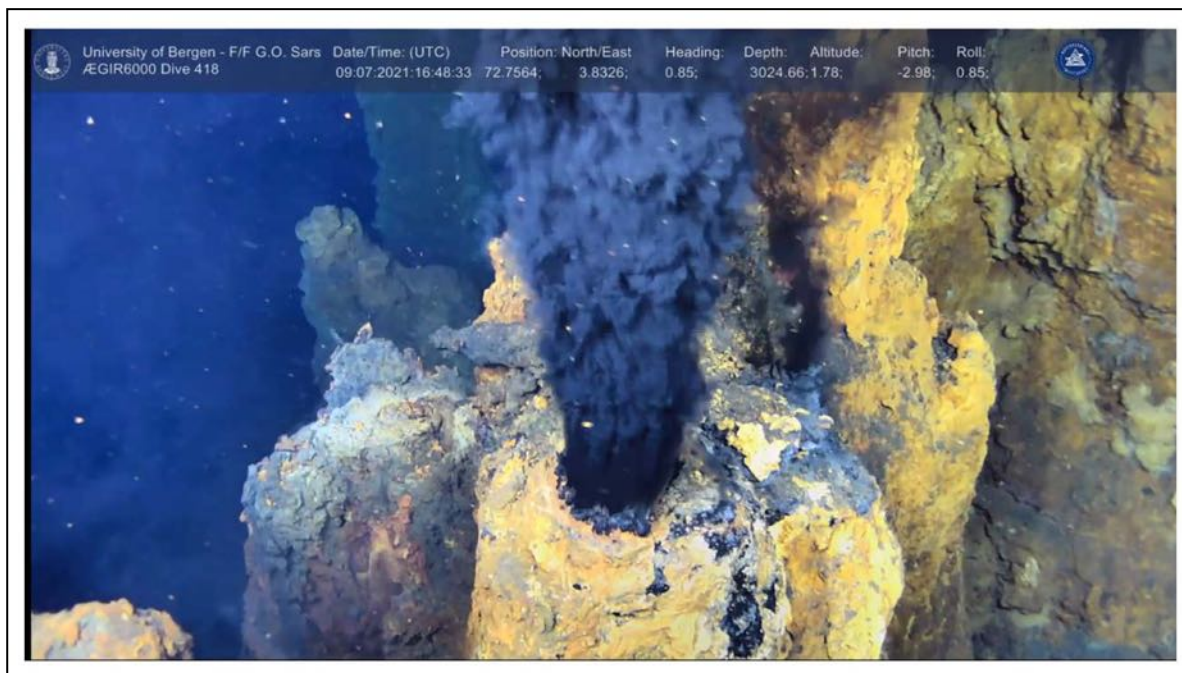 University of Bergen - F/F G.O. Sars Date/Time: (UTC) Position: North/East Heading: Depth: Altitude: Pitch: Roll:
ÆGIR6000 Dive 418 09:07:2021:16:48:33 72.7564; 3.8326; 0.85; 3024.66; 1.78; -2.98; 0.85;